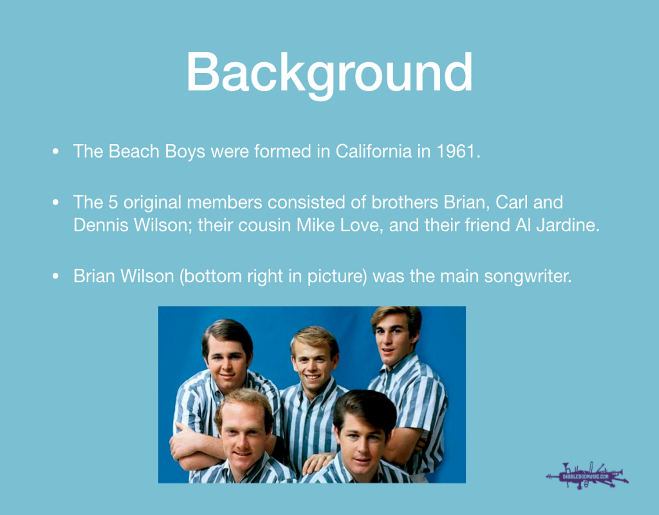 Background
• The Beach Boys were formed in California in 1961.
• The 5 original members consisted of brothers Brian, Carl and
Dennis Wilson; their cousin Mike Love, and their friend Al Jardine.
• Brian Wilson (bottom right in picture) was the main songwriter.
DABBLEDOOMUSIC.COM